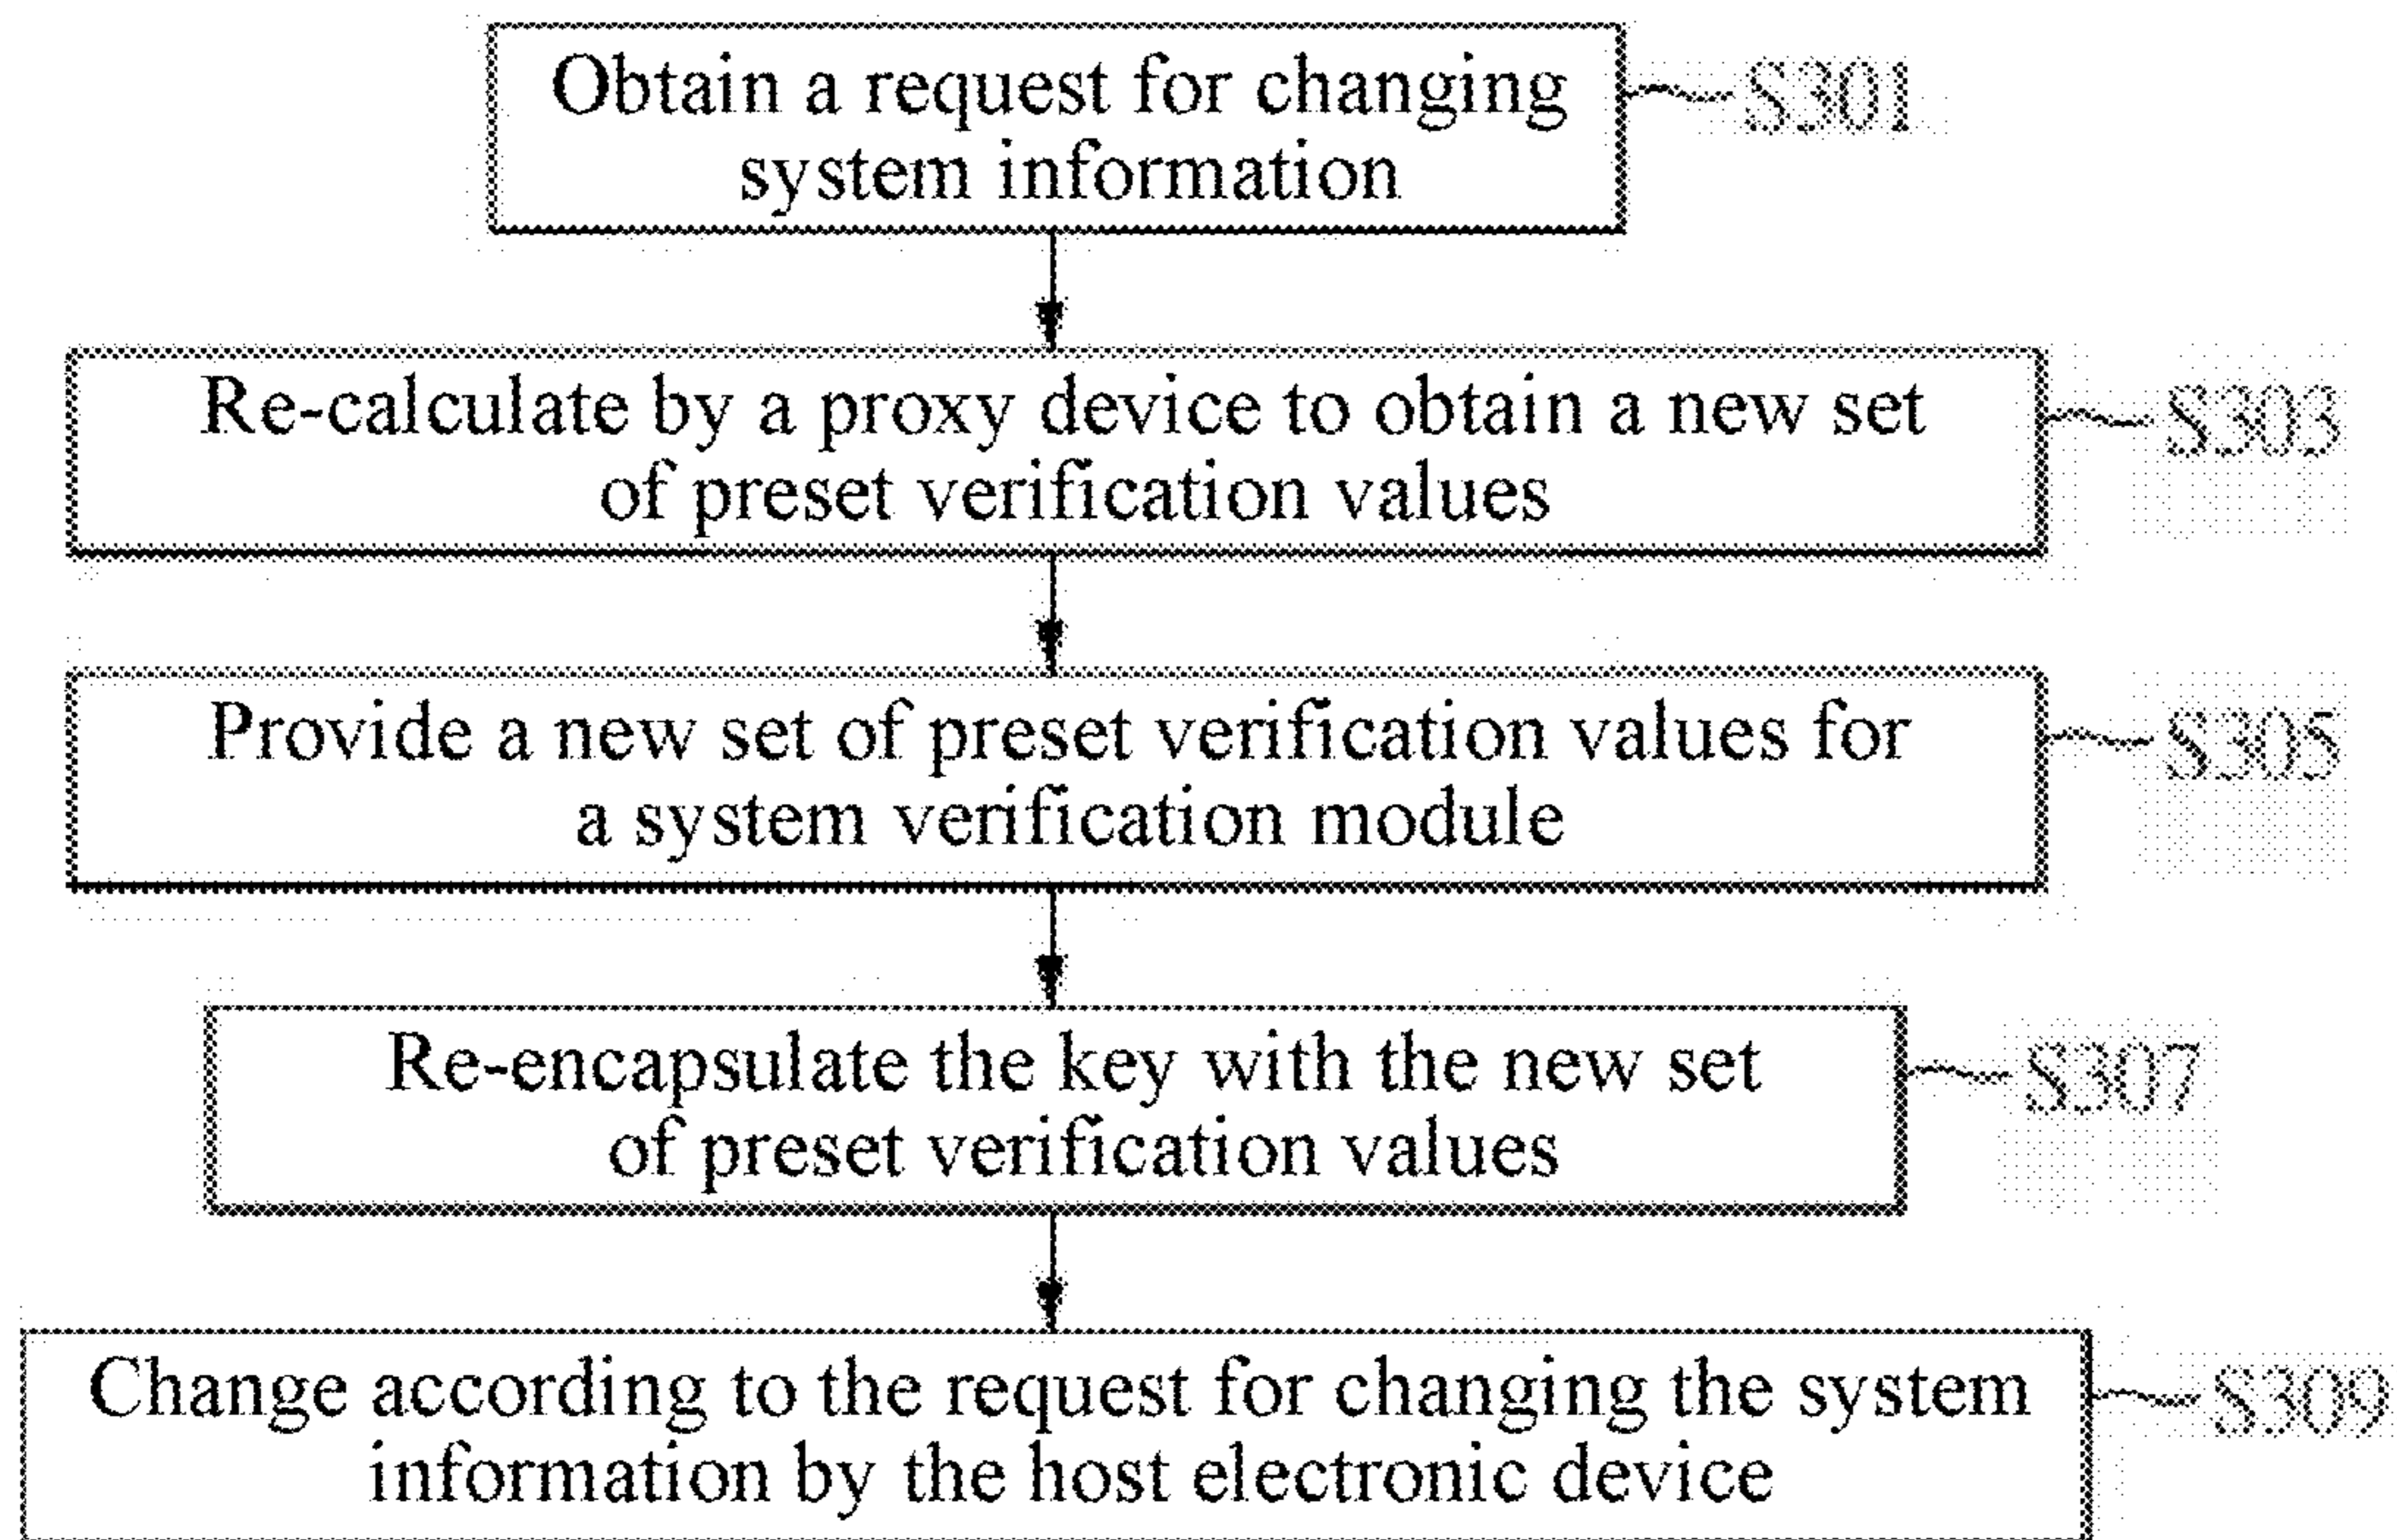 Obtain a request for changing
system information
S301
Re-calculate by a proxy device to obtain a new set
of preset verification values
S303
Provide a new set of preset verification values for
a system verification module
S305
Re-encapsulate the key with the new set
of preset verification values
S307
Change according to the request for changing the system
information by the host electronic device
S309